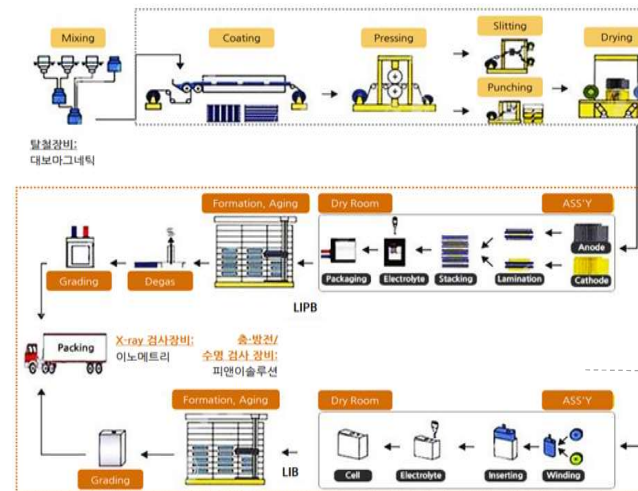 Mixing
Coating
Pressing
Slitting
Punching
Drying
탈철장비:
대보마그네틱
Formation, Aging
Dry Room
ASS'Y
Grading
Degas
Packaging
Electrolyte
Stacking
Lamination
Anode
Cathode
LIPB
Packing
X-ray 검사장비:
이노메트리
충·방전/
수명 검사 장비:
피앤이솔루션
Formation, Aging
Dry Room
ASS'Y
Grading
LIB
Cell
Electrolyte
Inserting
Winding